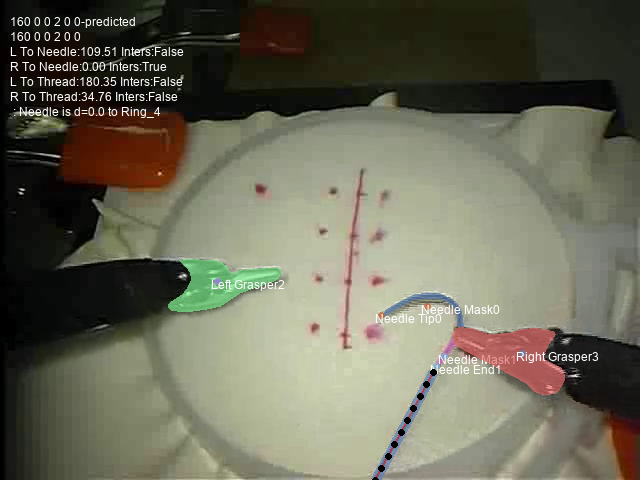 160 0 0 2 0 0-predicted
160 0 0 2 0 0
L To Needle:109.51 Inters:False
R To Needle:0.00 Inters:True
L To Thread:180.35 Inters:False
R To Thread:34.76 Inters:False
: Needle is d=0.0 to Ring_4
Left Grasper2
Needle Mask0
Needle Tip0
Needle Mask1
Right Grasper3
Needle End1